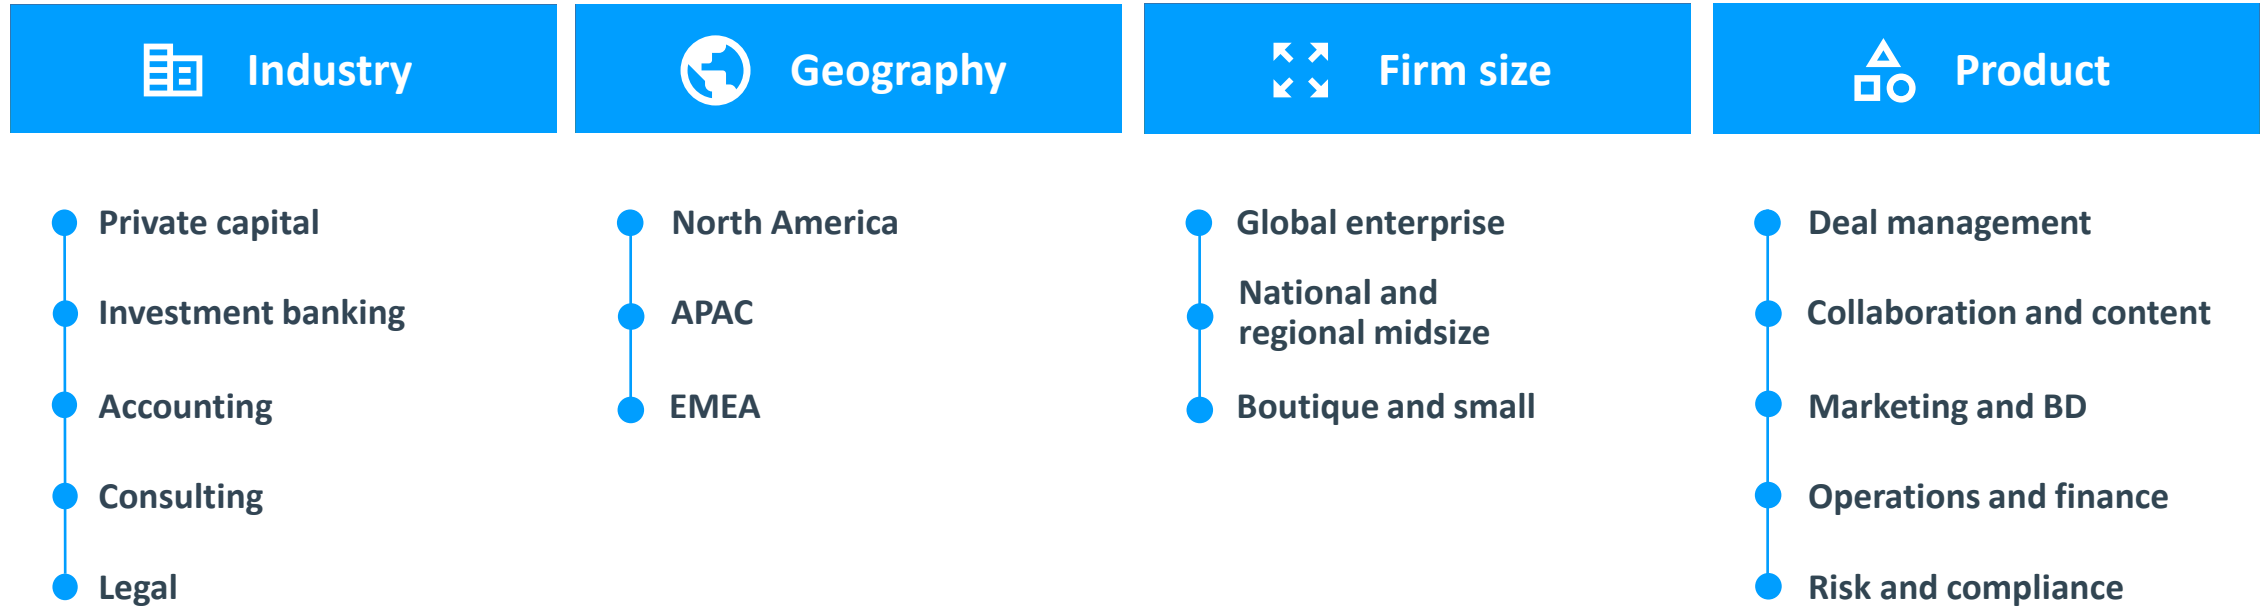 Industry
Private capital
Investment banking
Accounting
Consulting
Legal
Geography
North America
APAC
EMEA
Firm size
Global enterprise
National and
regional midsize
Boutique and small
Product
Deal management
Collaboration and content
Marketing and BD
Operations and finance
Risk and compliance